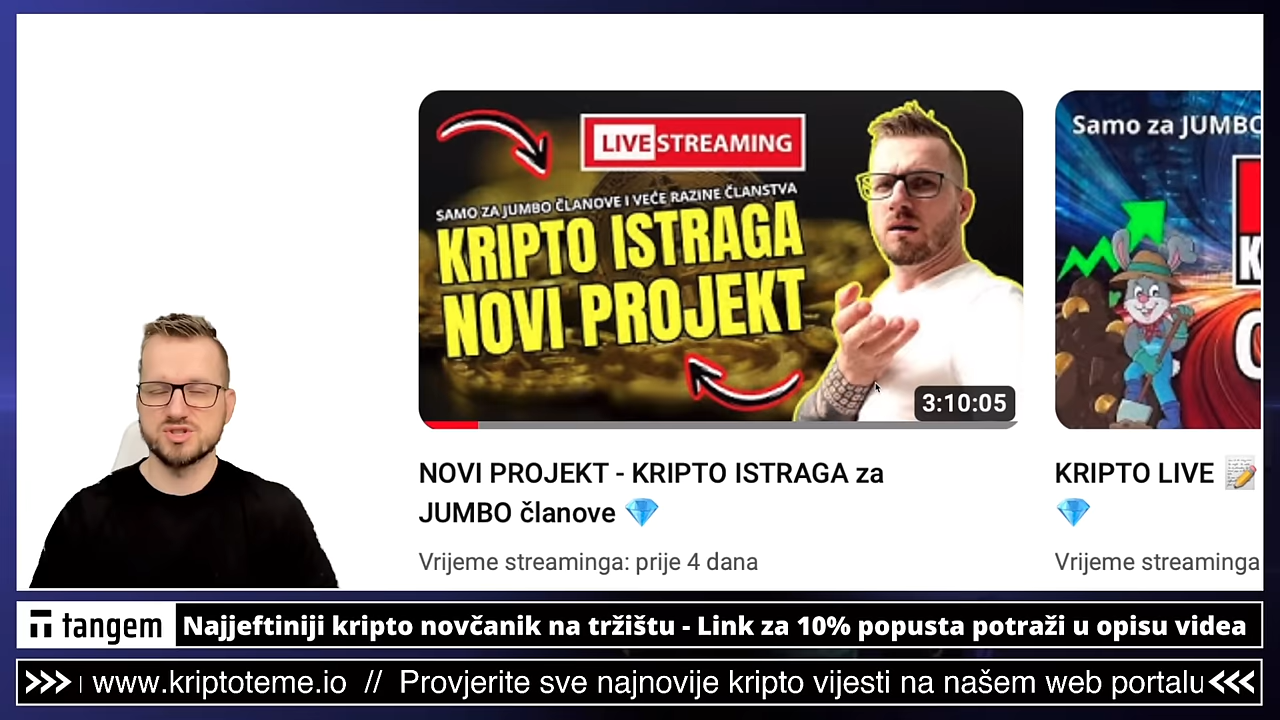 LIVE STREAMING
SAMO ZA JUMBO ČLANOVE I VEĆE RAZINE ČLANSTVA
KRIPTO ISTRAGA
NOVI PROJEKT
3:10:05
NOVI PROJEKT - KRIPTO ISTRAGA za
JUMBO članove 💎
Vrijeme streaminga: prije 4 dana
Samo za JUMBO
KRIPTO LIVE 📝
💎
Vrijeme streaminga
tangem
Najjeftiniji kripto novčanik na tržištu - Link za 10% popusta potraži u opisu videa
www.kriptoteme.io // Provjerite sve najnovije kripto vijesti na našem web portalu